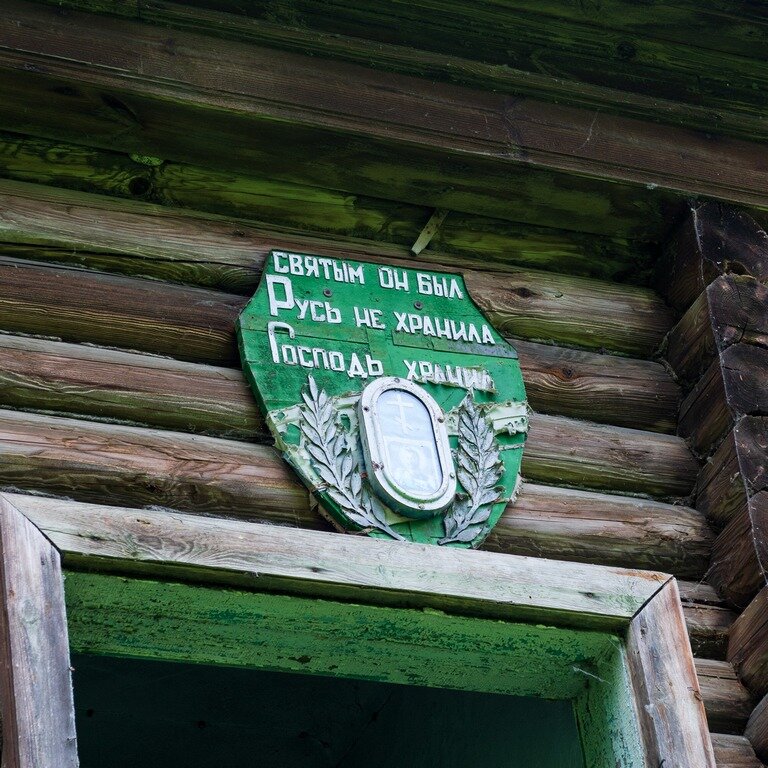 СВЯТЫМ ОН БЫЛ
РУСЬ НЕ ХРАНИЛА
ГОСПОДЬ ХРАНИЛ